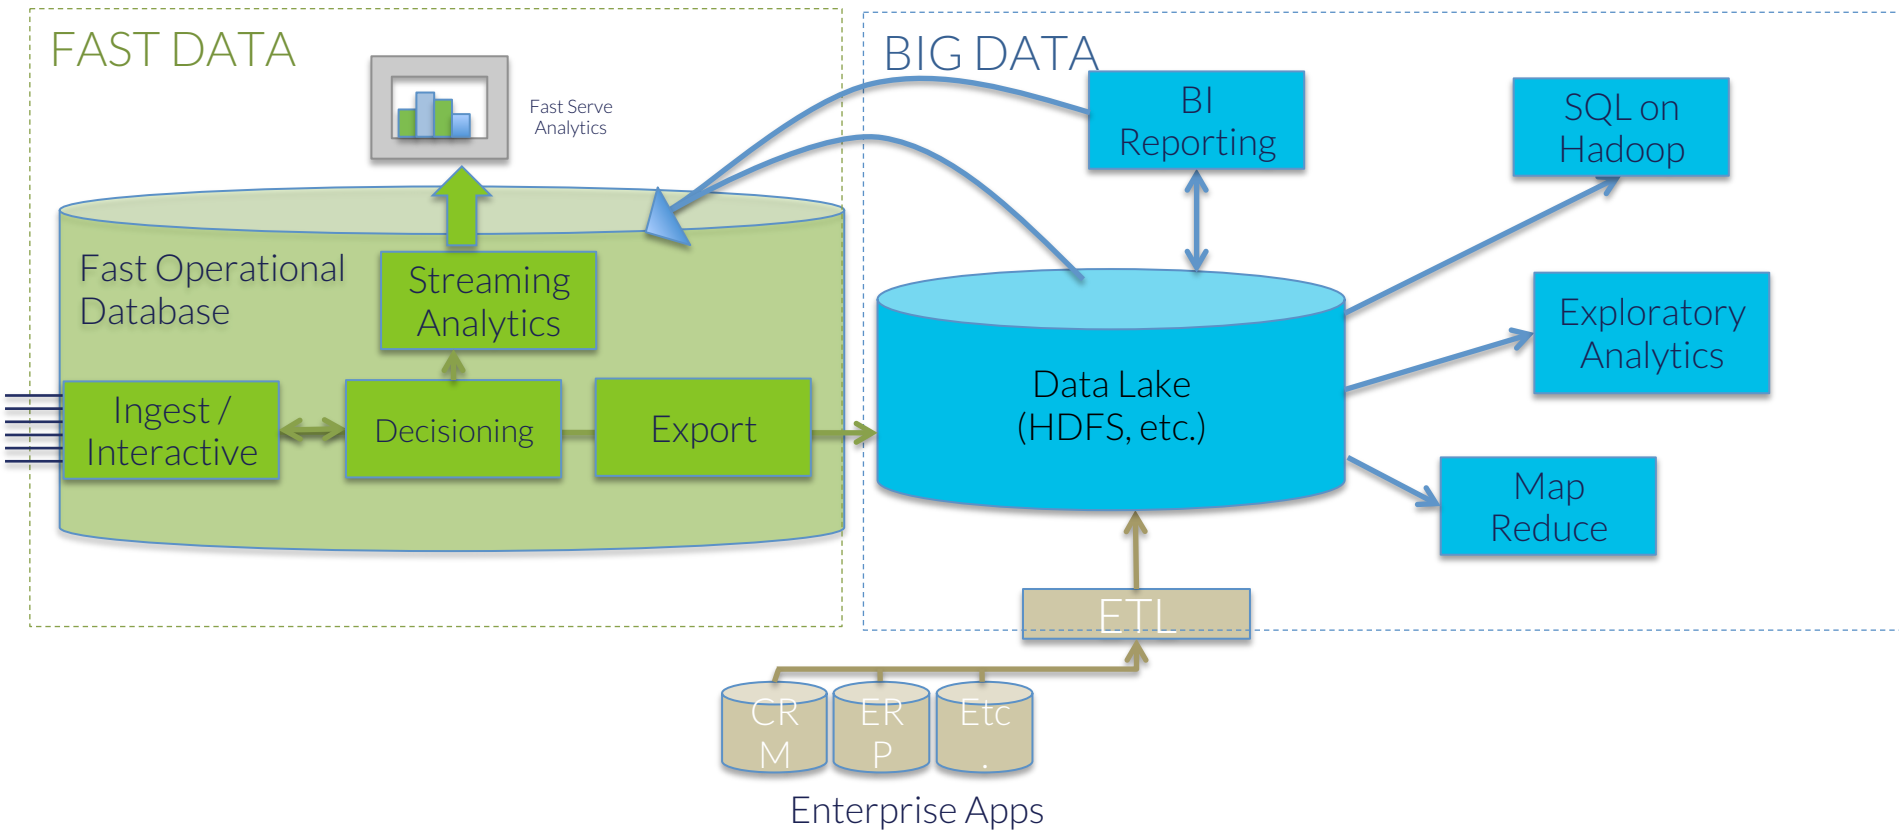 FAST DATA
Fast Serve
Analytics
Fast Operational
Database
Streaming
Analytics
Ingest /
Interactive
Decisioning
Export
BIG DATA
BI
Reporting
SQL on
Hadoop
Exploratory
Analytics
Data Lake
(HDFS, etc.)
Map
Reduce
ETL
CR
M
ER
P
Etc
.
Enterprise Apps